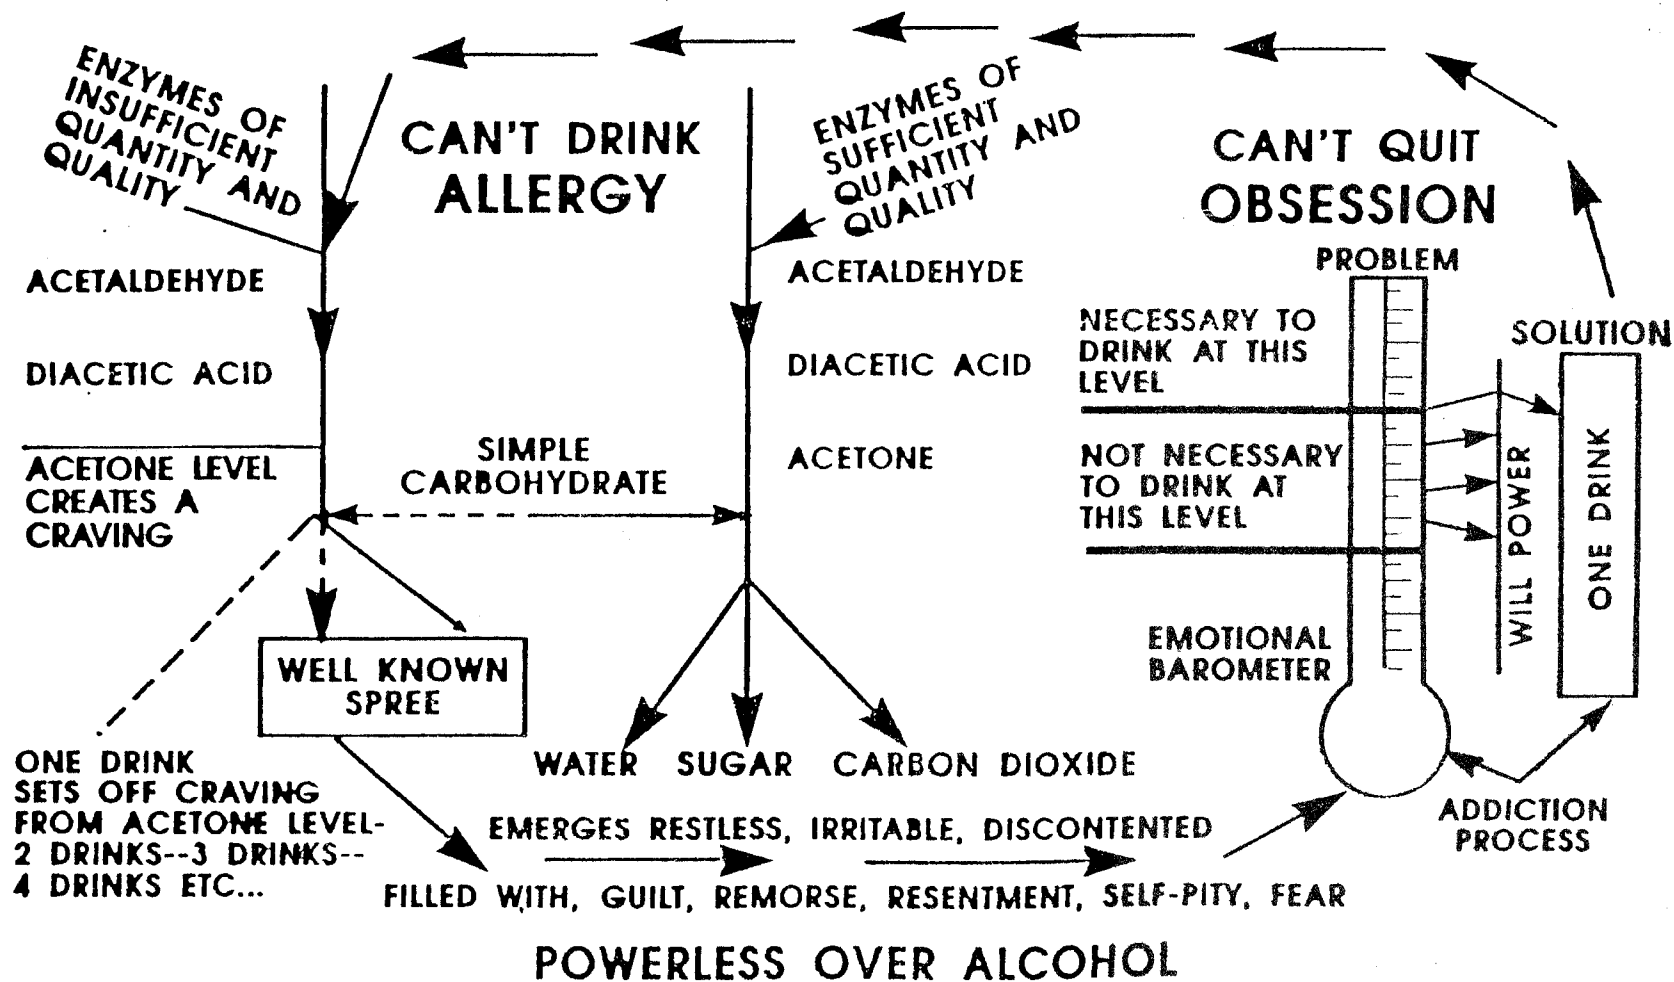 ENZYMES OF
INSUFFICIENT
QUANTITY AND
QUALITY
CAN'T DRINK
ALLERGY
ENZYMES OF
SUFFICIENT
QUANTITY AND
QUALITY
CAN'T QUIT
OBSESSION
PROBLEM
ACETALDEHYDE
DIACETIC ACID
ACETONE LEVEL
CREATES A
CRAVING
SIMPLE
CARBOHYDRATE
ACETALDEHYDE
DIACETIC ACID
ACETONE
NECESSARY TO
DRINK AT THIS
LEVEL
NOT NECESSARY
TO DRINK AT
THIS LEVEL
EMOTIONAL
BAROMETER
WILL POWER
SOLUTION
ONE DRINK
ADDICTION
PROCESS
WELL KNOWN
SPREE
WATER SUGAR CARBON DIOXIDE
ONE DRINK
SETS OFF CRAVING
FROM ACETONE LEVEL-
2 DRINKS--3 DRINKS--
4 DRINKS ETC...
EMERGES RESTLESS, IRRITABLE, DISCONTENTED
FILLED WITH, GUILT, REMORSE, RESENTMENT, SELF-PITY, FEAR
POWERLESS OVER ALCOHOL